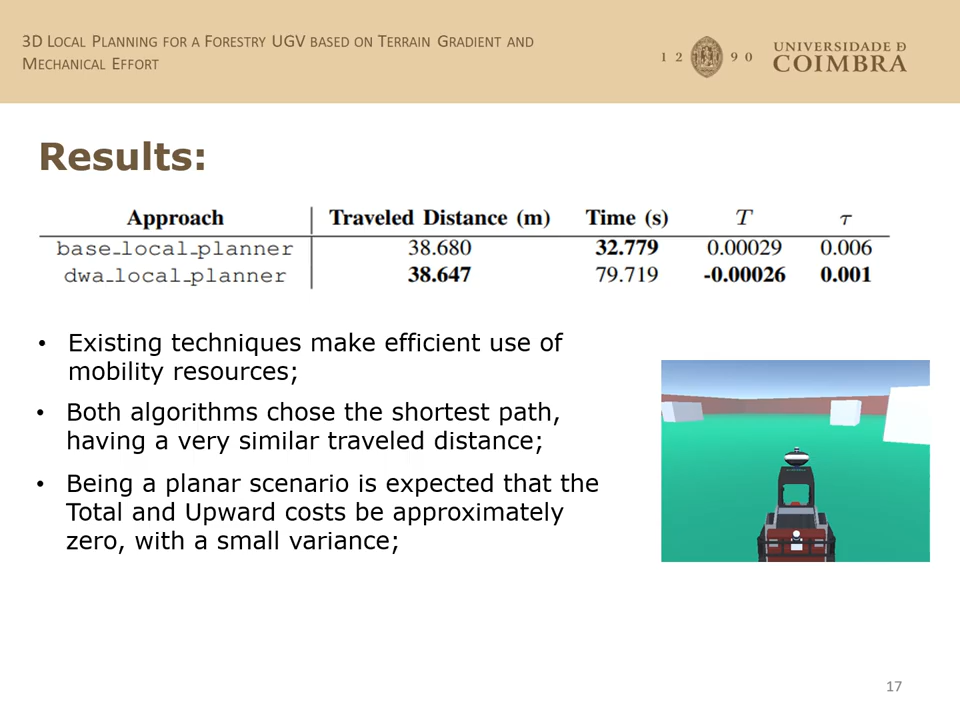 3D Local Planning for a Forestry UGV based on Terrain Gradient and
Mechanical Effort
1 2 9 0
UNIVERSIDADE Đ
COIMBRA
Results:
Approach Traveled Distance (m) Time (s) T τ
base_local_planner 38.680 32.779 0.00029 0.006
dwa_local_planner 38.647 79.719 -0.00026 0.001
• Existing techniques make efficient use of
mobility resources;
• Both algorithms chose the shortest path,
having a very similar traveled distance;
• Being a planar scenario is expected that the
Total and Upward costs be approximately
zero, with a small variance;
17